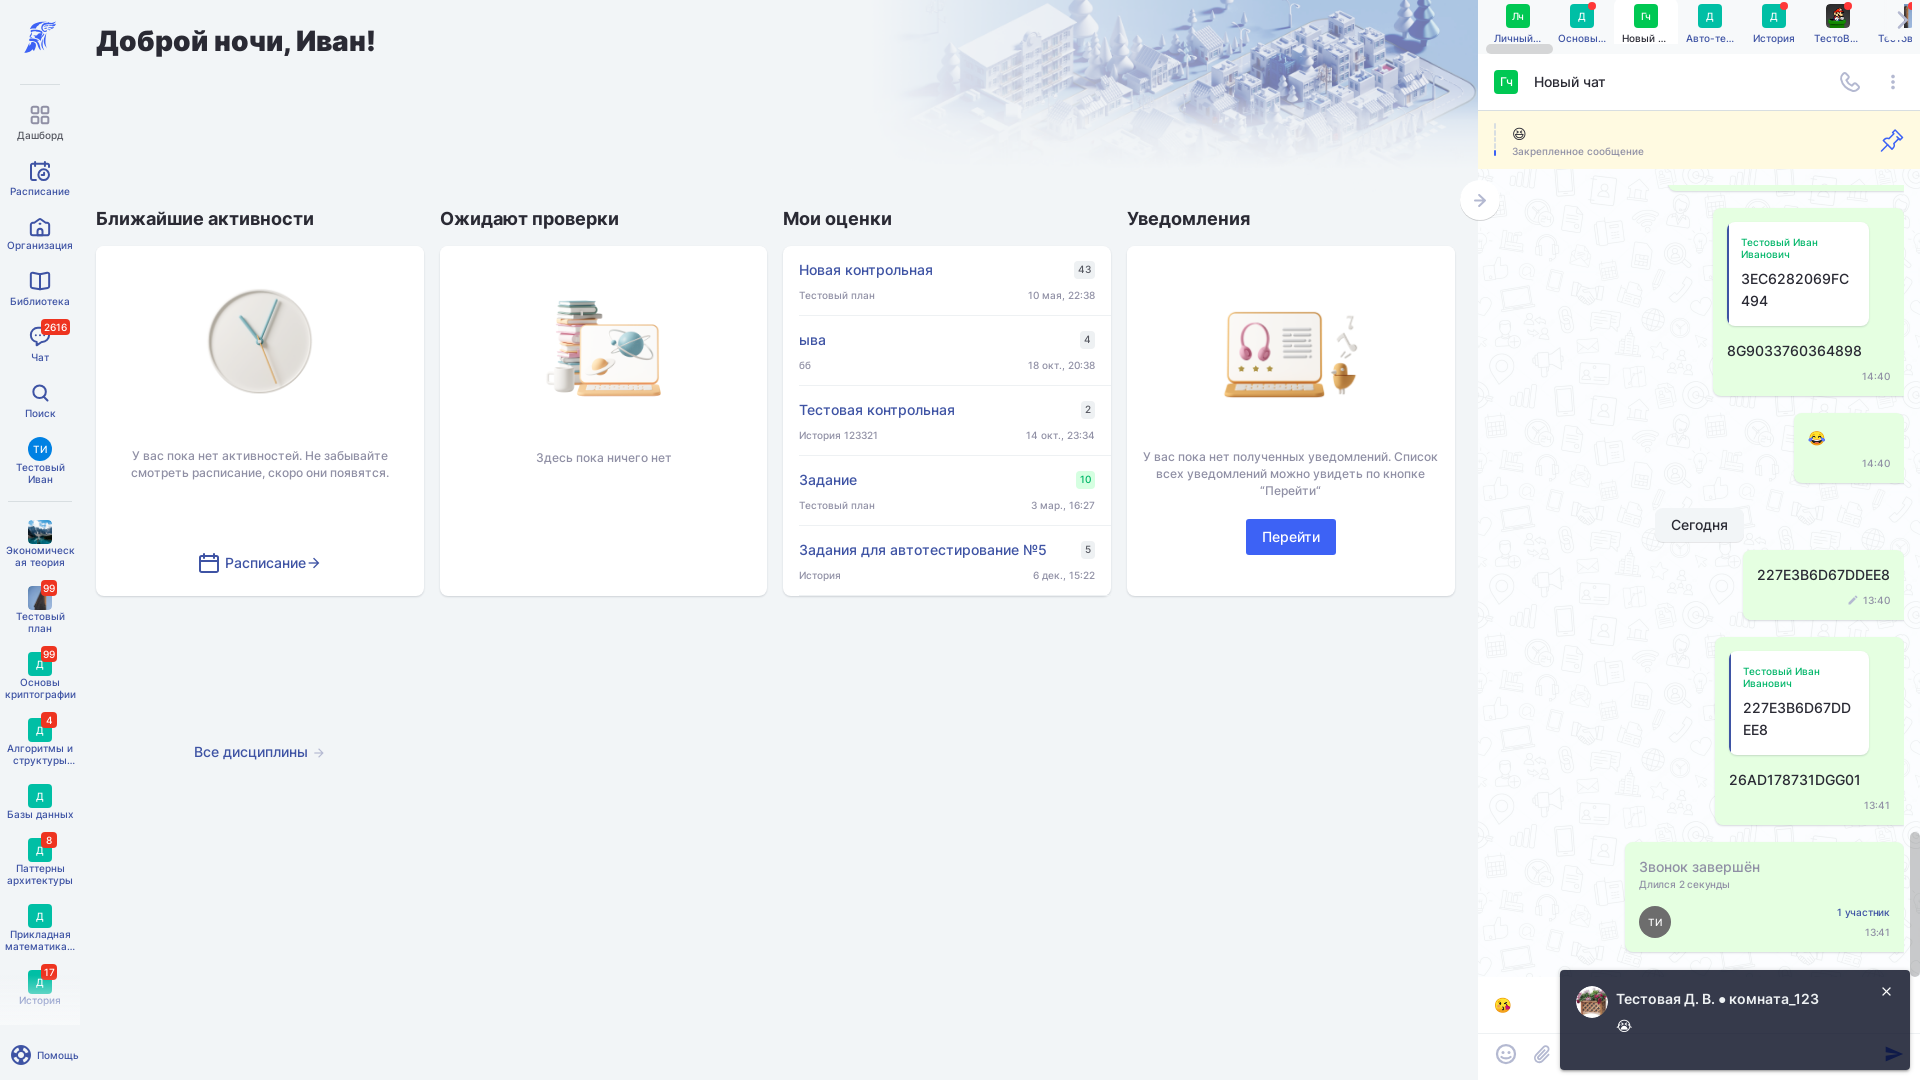 Доброй ночи, Иван!
Дашборд
Расписание
Организация
Библиотека
2616
Чат
Поиск
ТИ
Тестовый
Иван
Экономическ
ая теория
99
Тестовый
план
99
Д
Основы
криптографии
4
Д
Алгоритмы и
структуры...
Д
Базы данных
8
Д
Паттерны
архитектуры
Д
Прикладная
математика...
17
Д
История
Помощь
Ближайшие активности
У вас пока нет активностей. Не забывайте
смотреть расписание, скоро они появятся.
Расписание
Все дисциплины
Ожидают проверки
Здесь пока ничего нет
Мои оценки
Новая контрольная 43
Тестовый план 10 мая, 22:38
ыва 4
бб 18 окт., 20:38
Тестовая контрольная 2
История 123321 14 окт., 23:34
Задание 10
Тестовый план 3 мар., 16:27
Задания для автотестирование №5 5
История 6 дек., 15:22
Уведомления
У вас пока нет полученных уведомлений. Список
всех уведомлений можно увидеть по кнопке
“Перейти”
Перейти
Лч Д Гч Д Д
Личный... Основы... Новый ... Авто-те... История ТестоВ...
Гч Новый чат
😆
Закрепленное сообщение
Тестовый Иван
Иванович
3EC6282069FC
494
8G9033760364898
14:40
😂
14:40
Сегодня
227E3B6D67DDEE8
13:40
Тестовый Иван
Иванович
227E3B6D67DD
EE8
26AD178731DGG01
13:41
Звонок завершён
Длился 2 секунды
ТИ
1 участник
13:41
😘
Тестовая Д. В. ● комната_123
😭